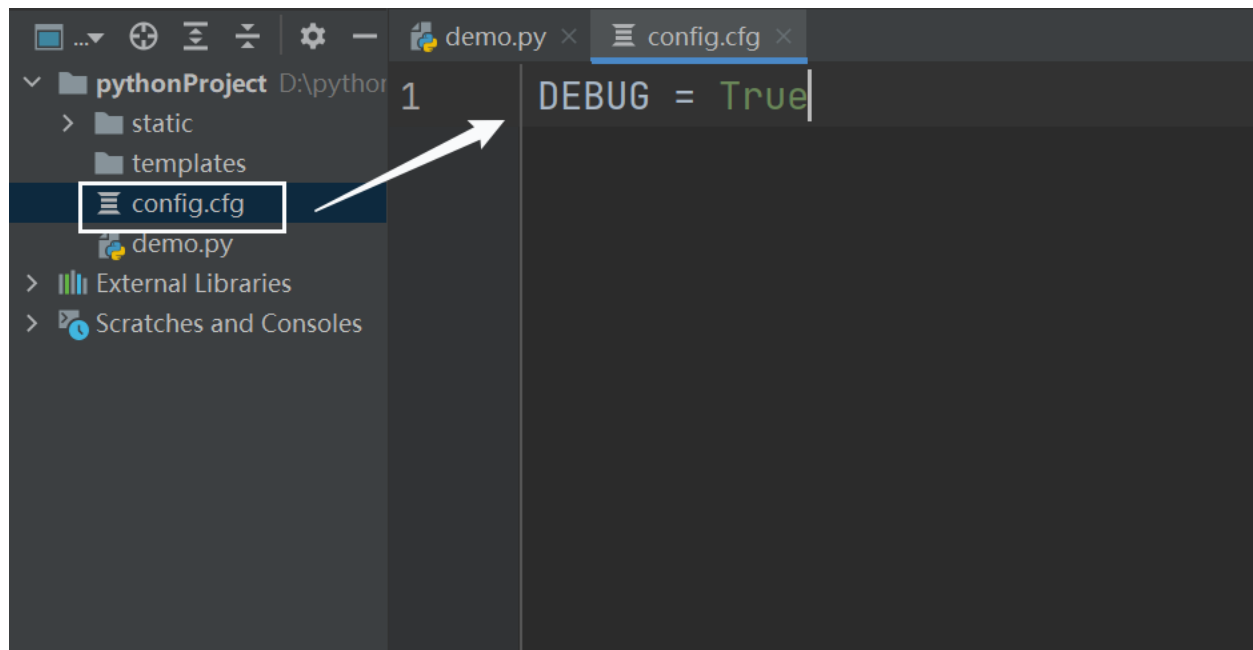 ...
demo.py
config.cfg
pythonProject D:\python
1
DEBUG = True
static
templates
config.cfg
demo.py
External Libraries
Scratches and Consoles